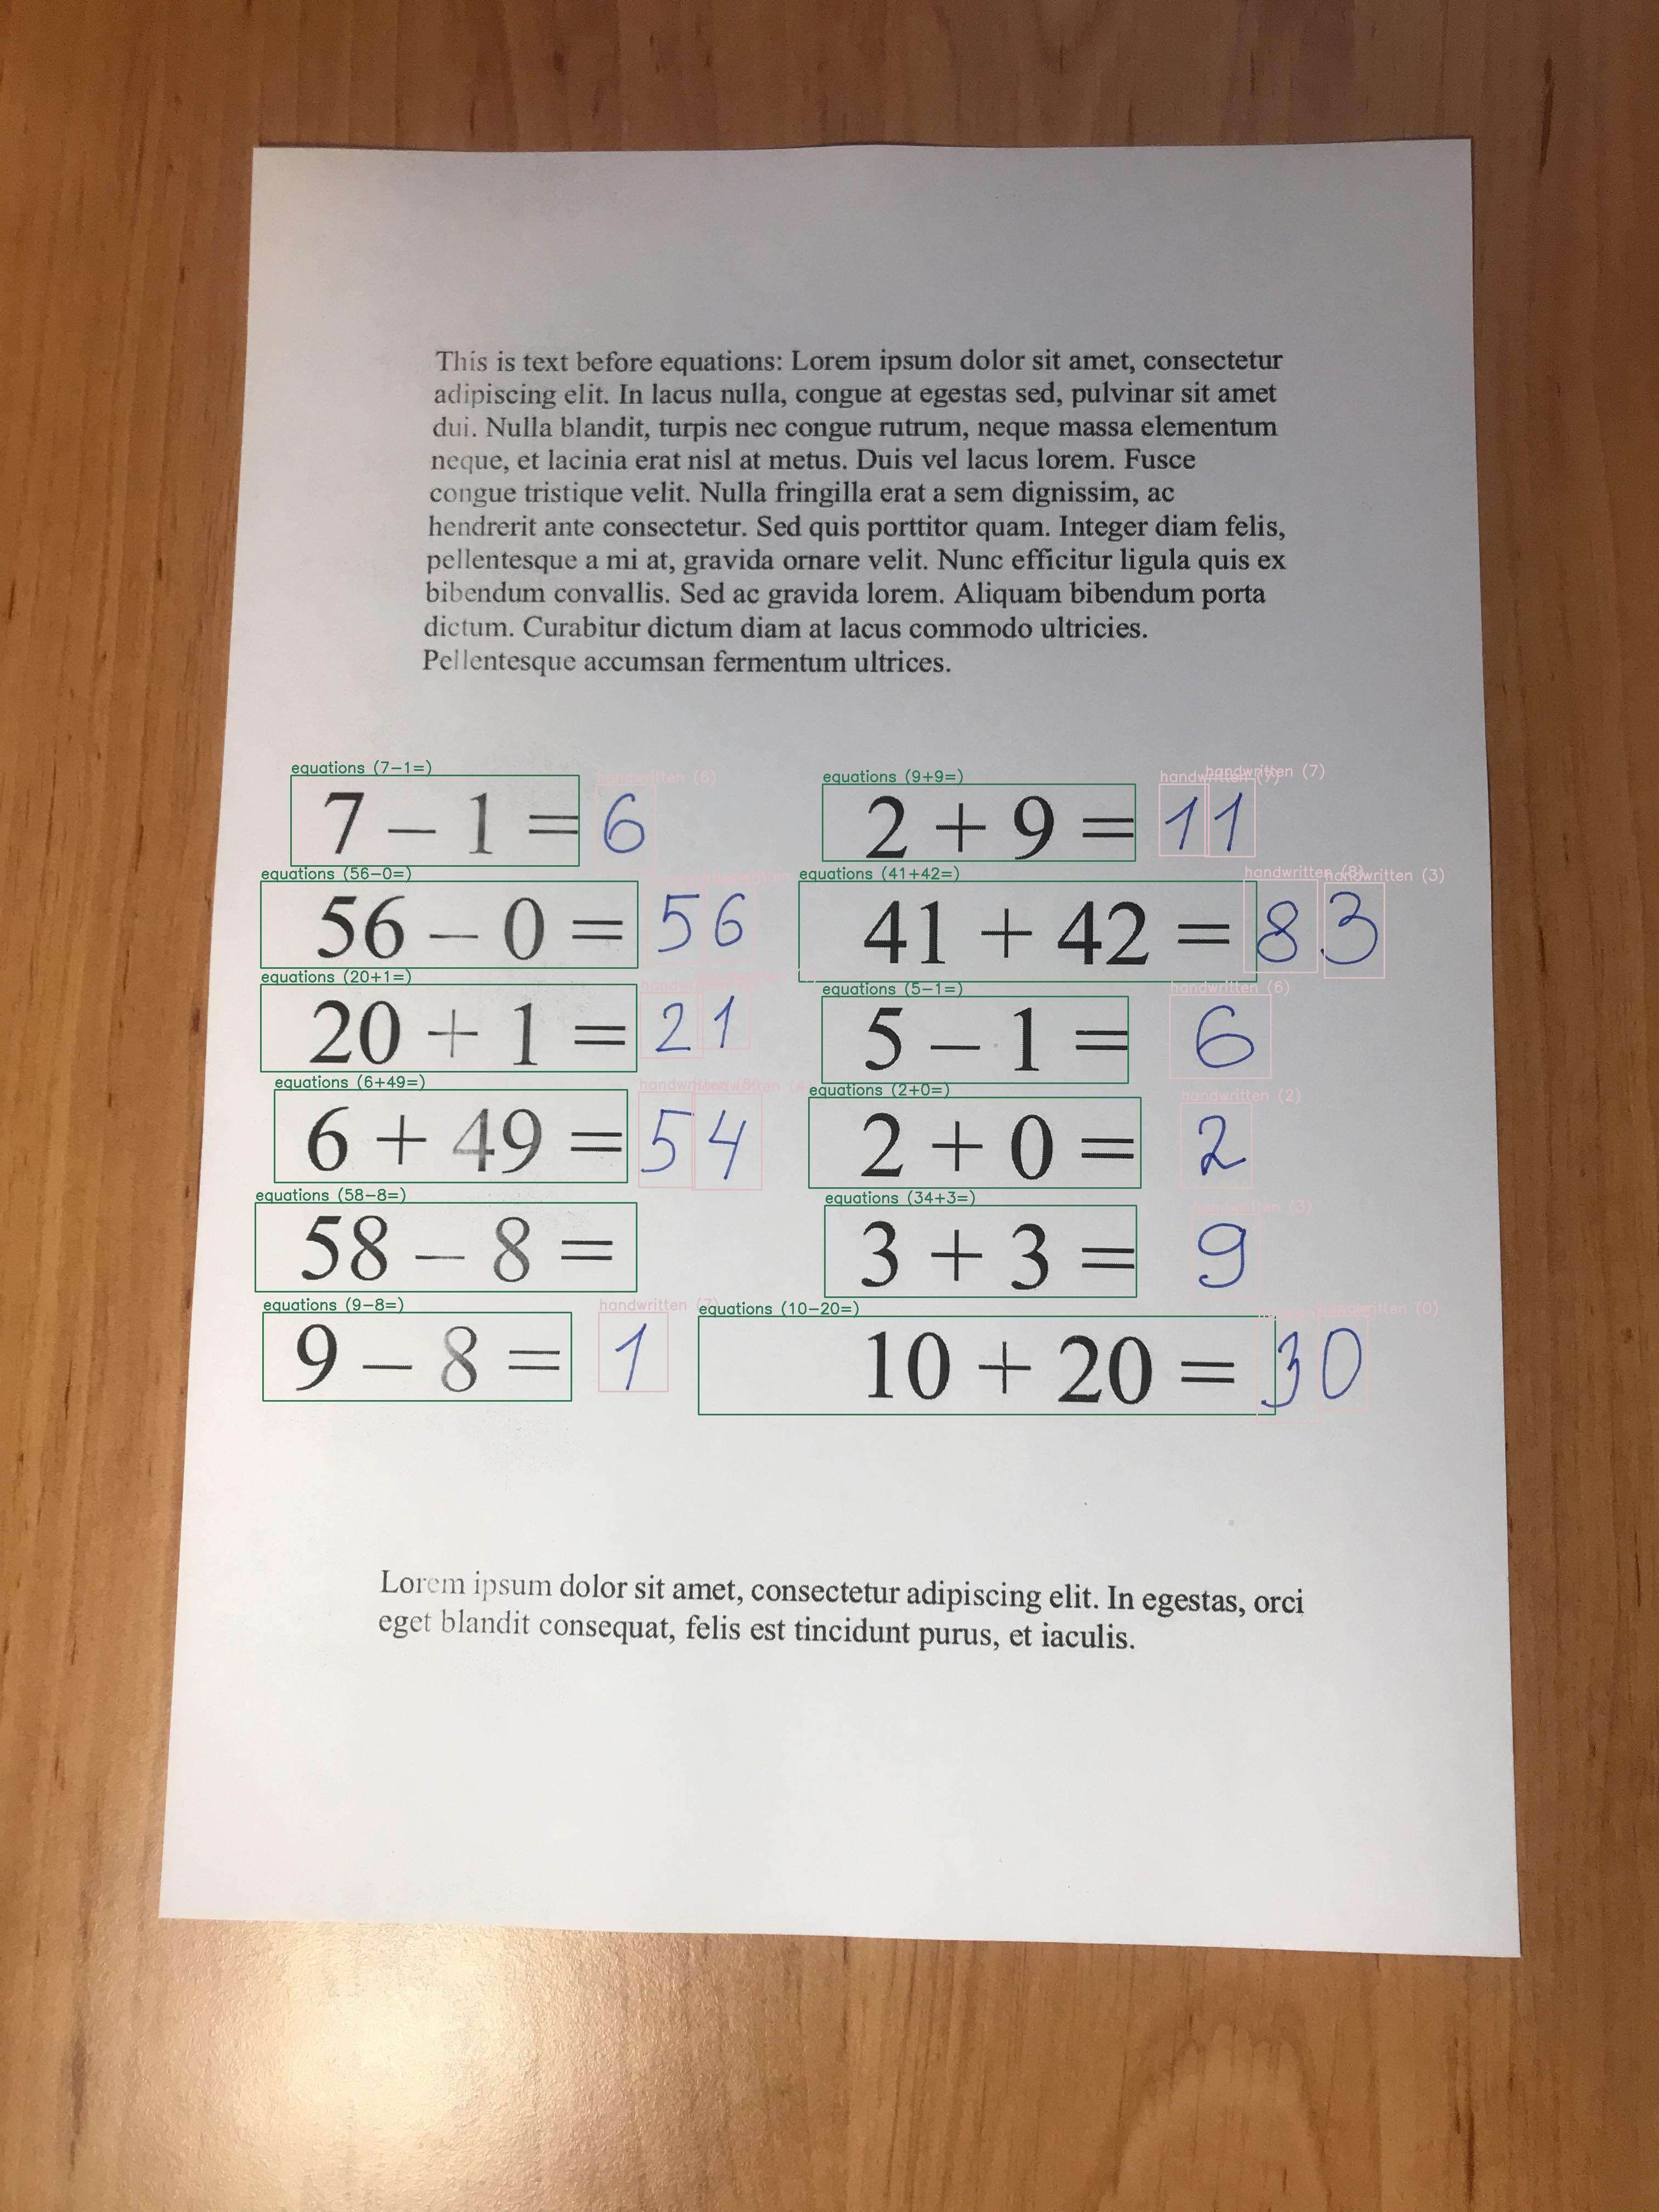 This is text before equations: Lorem ipsum dolor sit amet, consectetur
adipiscing elit. In lacus nulla, congue at egestas sed, pulvinar sit amet
dui. Nulla blandit, turpis nec congue rutrum, neque massa elementum
neque, et lacinia erat nisl at metus. Duis vel lacus lorem. Fusce
congue tristique velit. Nulla fringilla erat a sem dignissim, ac
hendrerit ante consectetur. Sed quis porttitor quam. Integer diam felis,
pellentesque a mi at, gravida ornare velit. Nunc efficitur ligula quis ex
bibendum convallis. Sed ac gravida lorem. Aliquam bibendum porta
dictum. Curabitur dictum diam at lacus commodo ultricies.
Pellentesque accumsan fermentum ultrices.
equations (7-1=) handwritten (6)
7 - 1 = 6
equations (56-0=) handwritten
56 - 0 = 56
equations (20+1=)
20 + 1 = 21
equations (6+49=) handwritten handwritten
6 + 49 = 54
equations (58-8=)
58 - 8 =
equations (9-8=) handwritten (7)
9 - 8 = 1
equations (9+9=) handwritten (7) handwritten (7)
2 + 9 = 11
equations (41+42=) handwritten (8) handwritten (3)
41 + 42 = 83
equations (5-1=) handwritten (6)
5 - 1 = 6
equations (2+0=) handwritten (2)
2 + 0 = 2
equations (34+3=) handwritten (3)
3 + 3 = 9
equations (10-20=) handwritten (0)
10 + 20 = 30
Lorem ipsum dolor sit amet, consectetur adipiscing elit. In egestas, orci
eget blandit consequat, felis est tincidunt purus, et iaculis.